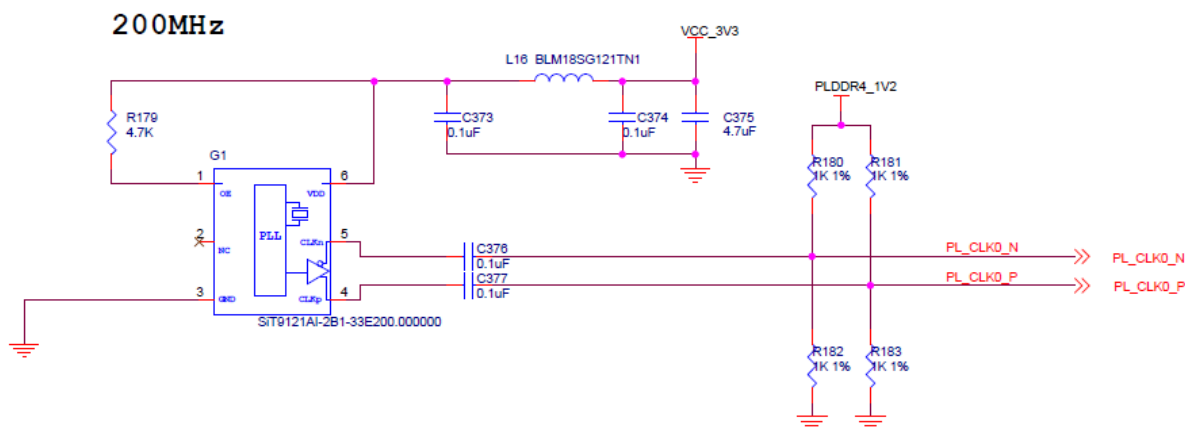 200MHz
VCC_3V3
L16 BLM18SG121TN1
PLDDR4_1V2
R179
4.7K
C373
0.1uF
C374
0.1uF
C375
4.7uF
G1
R180
1K 1%
R181
1K 1%
1
OE
VDD
6
2
NC
PLL
CLKn
5
C376
0.1uF
PL_CLK0_N
PL_CLK0_N
3
GND
CLKp
4
C377
0.1uF
PL_CLK0_P
PL_CLK0_P
SiT9121AI-2B1-33E200.000000
R182
1K 1%
R183
1K 1%